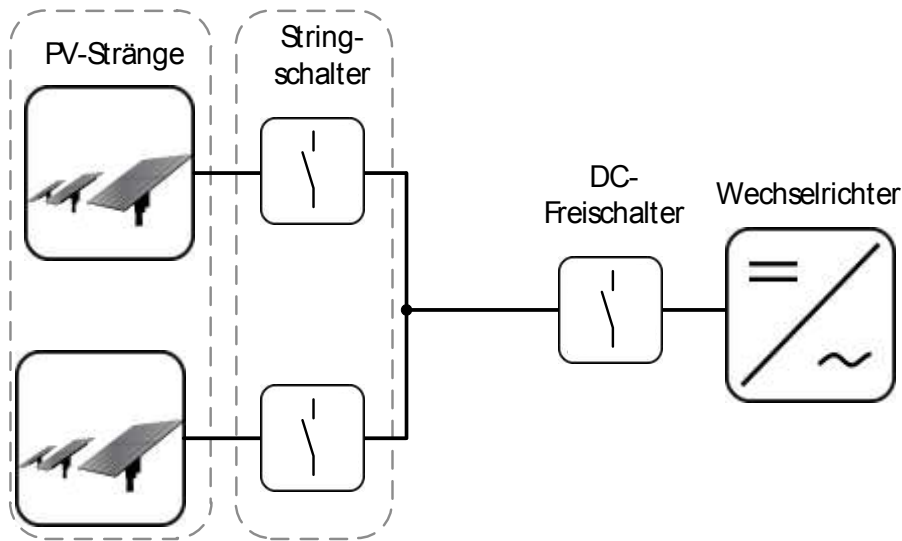 PV-Stränge
String-
schalter
DC-
Freischalter
Wechselrichter